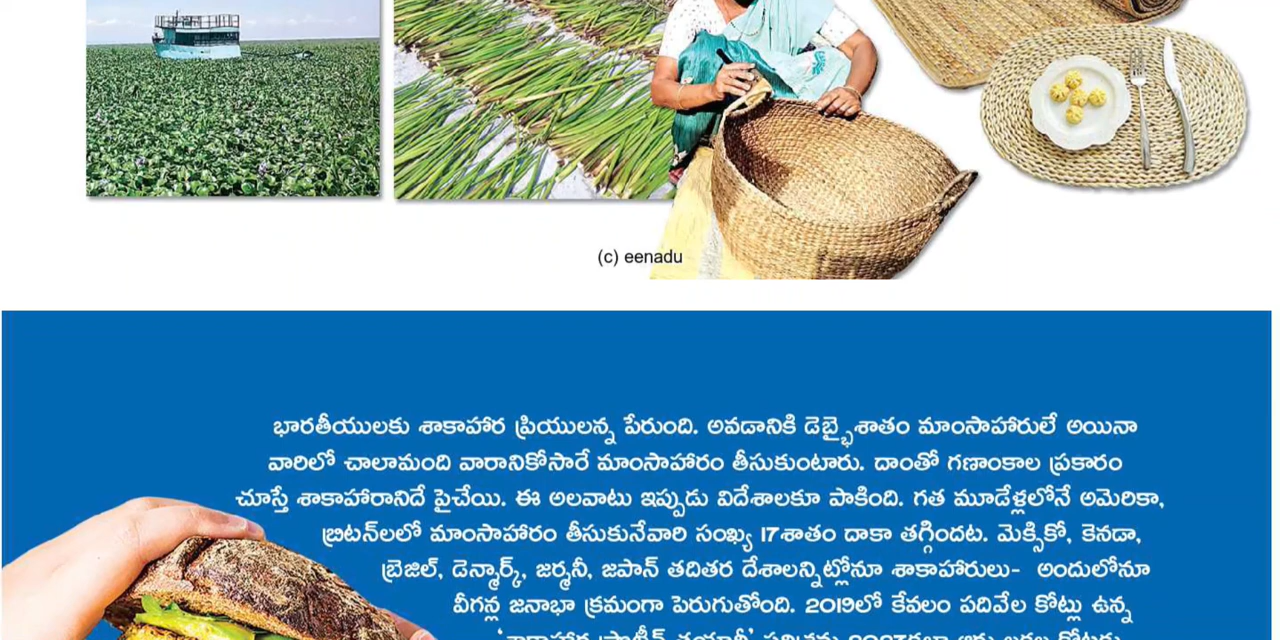 (c) eenadu
భారతీయులకు శాకాహార ప్రియులన్న పేరుంది. అవడానికి డెబ్భైశాతం మాంసాహారులే అయినా
వారిలో చాలామంది వారానికోసారే మాంసాహారం తీసుకుంటారు. దాంతో గణాంకాల ప్రకారం
చూస్తే శాకాహారానిదే పైచేయి. ఈ అలవాటు ఇప్పుడు విదేశాలకూ పాకింది. గత మూడేళ్లలోనే అమెరికా,
బ్రిటన్‌లలో మాంసాహారం తీసుకునేవారి సంఖ్య 17శాతం దాకా తగ్గిందట. మెక్సికో, కెనడా,
బ్రెజిల్, డెన్మార్క్, జర్మనీ, జపాన్ తదితర దేశాలన్నిట్లోనూ శాకాహారులు- అందులోనూ
వీగన్ల జనాభా క్రమంగా పెరుగుతోంది. 2019లో కేవలం పదివేల కోట్లు ఉన్న